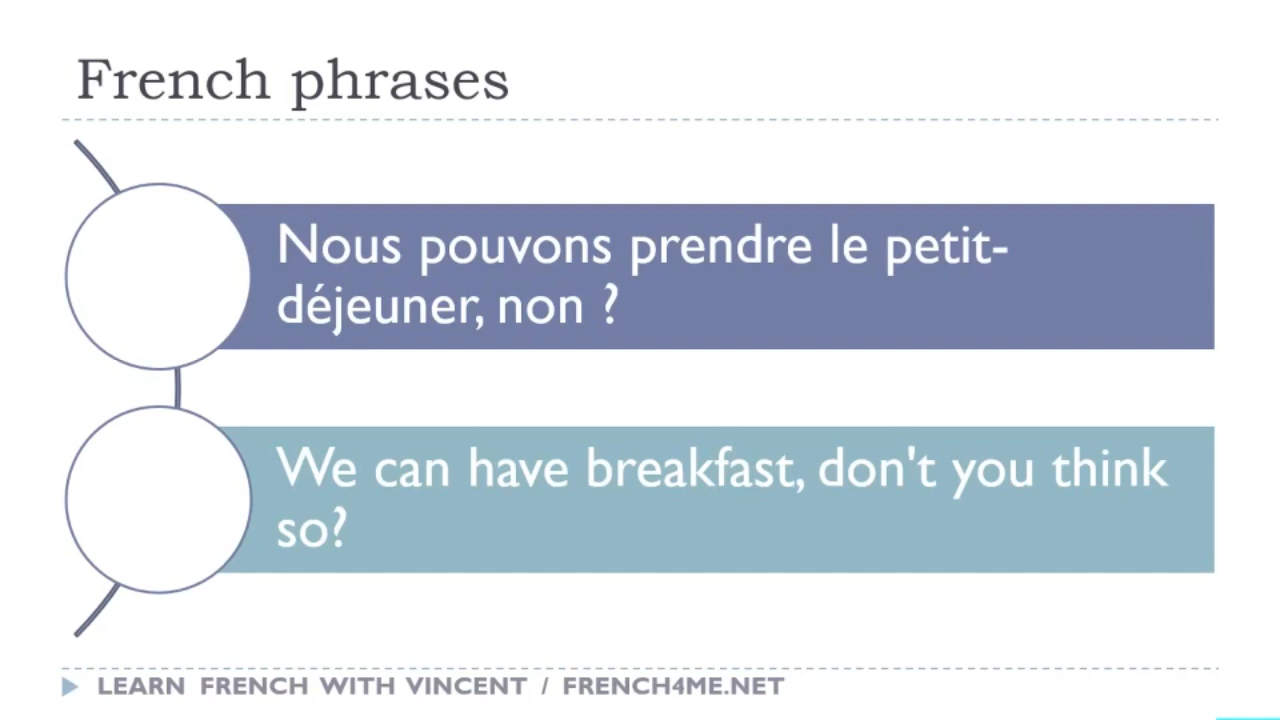 French phrases
Nous pouvons prendre le petit-
déjeuner, non ?
We can have breakfast, don't you think
so?
LEARN FRENCH WITH VINCENT / FRENCH4ME.NET